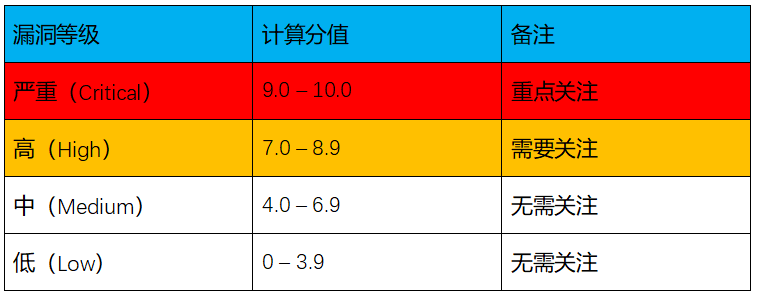 漏洞等级 计算分值 备注
严重（Critical） 9.0 – 10.0 重点关注
高（High） 7.0 – 8.9 需要关注
中（Medium） 4.0 – 6.9 无需关注
低（Low） 0 – 3.9 无需关注